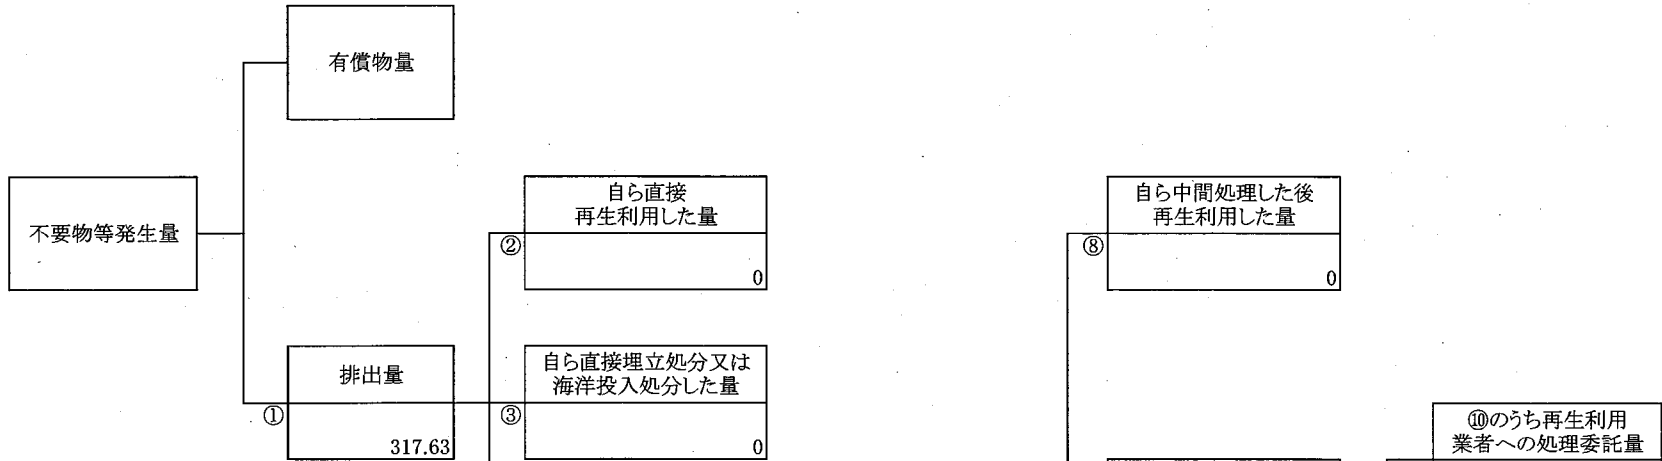 有償物量
不要物等発生量
自ら直接
再生利用した量
②
0
自ら中間処理した後
再生利用した量
⑧
0
排出量
①
317.63
自ら直接埋立処分又は
海洋投入処分した量
③
0
⑩のうち再生利用
業者への処理委託量